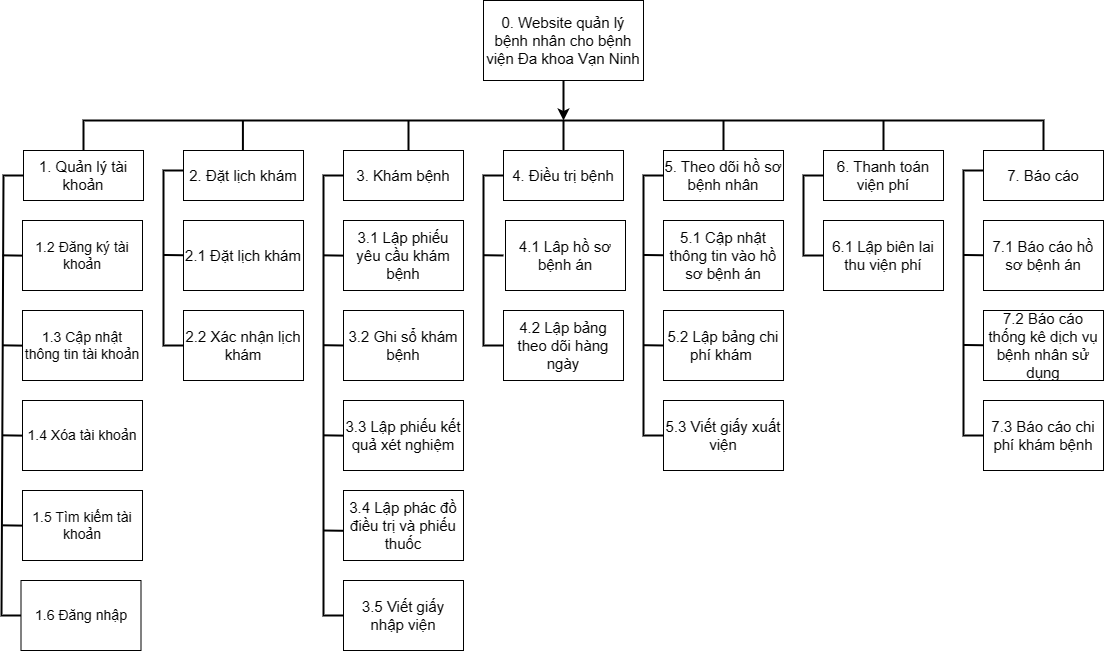 0. Website quản lý
bệnh nhân cho bệnh
viện Đa khoa Vạn Ninh
1. Quản lý tài
khoản
2. Đặt lịch khám
3. Khám bệnh
4. Điều trị bệnh
5. Theo dõi hồ sơ
bệnh nhân
6. Thanh toán
viện phí
7. Báo cáo
1.2 Đăng ký tài
khoản
1.3 Cập nhật
thông tin tài khoản
1.4 Xóa tài khoản
1.5 Tìm kiếm tài
khoản
1.6 Đăng nhập
2.1 Đặt lịch khám
2.2 Xác nhận lịch
khám
3.1 Lập phiếu
yêu cầu khám
bệnh
3.2 Ghi sổ khám
bệnh
3.3 Lập phiếu kết
quả xét nghiệm
3.4 Lập phác đồ
điều trị và phiếu
thuốc
3.5 Viết giấy
nhập viện
4.1 Lập hồ sơ
bệnh án
4.2 Lập bảng
theo dõi hàng
ngày
5.1 Cập nhật
thông tin vào hồ
sơ bệnh án
5.2 Lập bảng chi
phí khám
5.3 Viết giấy xuất
viện
6.1 Lập biên lai
thu viện phí
7.1 Báo cáo hồ
sơ bệnh án
7.2 Báo cáo
thống kê dịch vụ
bệnh nhân sử
dụng
7.3 Báo cáo chi
phí khám bệnh